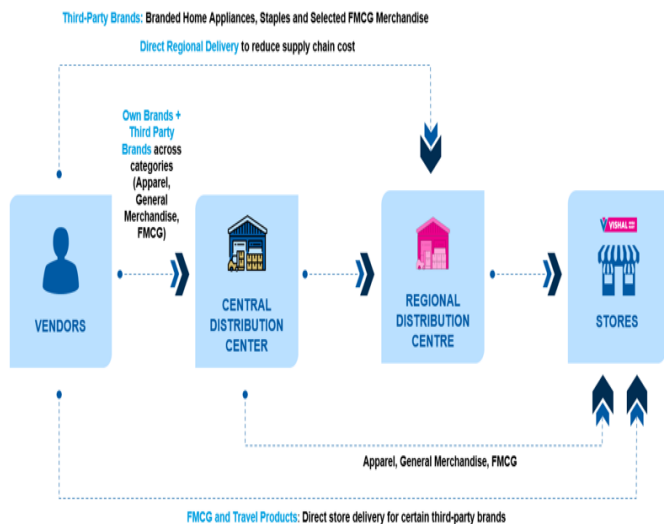 Third-Party Brands: Branded Home Appliances, Staples and Selected FMCG Merchandise
Direct Regional Delivery to reduce supply chain cost
Own Brands +
Third Party
Brands across
categories
(Apparel,
General
Merchandise,
FMCG)
VENDORS
CENTRAL
DISTRIBUTION
CENTER
REGIONAL
DISTRIBUTION
CENTRE
VISHAL
STORES
Apparel, General Merchandise, FMCG
FMCG and Travel Products: Direct store delivery for certain third-party brands